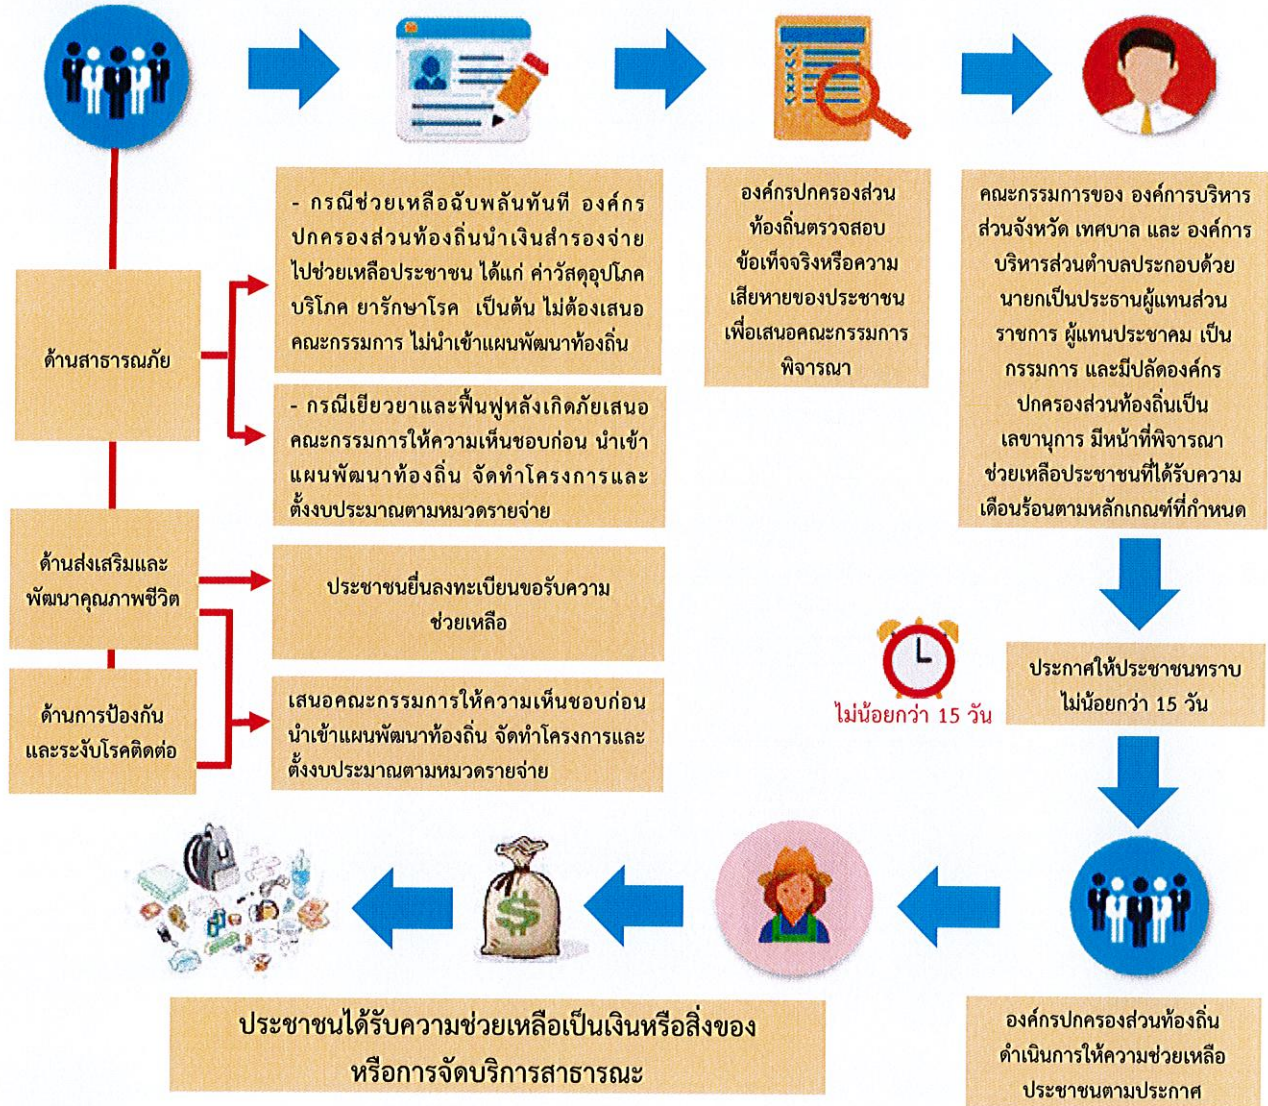 ด้านสาธารณภัย
- กรณีช่วยเหลือฉับพลันทันที องค์กร
ปกครองส่วนท้องถิ่นนำเงินสำรองจ่าย
ไปช่วยเหลือประชาชน ได้แก่ ค่าวัสดุอุปโภค
บริโภค ยารักษาโรค เป็นต้น ไม่ต้องเสนอ
คณะกรรมการ ไม่นำเข้าแผนพัฒนาท้องถิ่น
- กรณีเยียวยาและฟื้นฟูหลังเกิดภัยเสนอ
คณะกรรมการให้ความเห็นชอบก่อน นำเข้า
แผนพัฒนาท้องถิ่น จัดทำโครงการและ
ตั้งงบประมาณตามหมวดรายจ่าย
ด้านส่งเสริมและ
พัฒนาคุณภาพชีวิต
ประชาชนยื่นลงทะเบียนขอรับความ
ช่วยเหลือ
ด้านการป้องกัน
และระงับโรคติดต่อ
เสนอคณะกรรมการให้ความเห็นชอบก่อน
นำเข้าแผนพัฒนาท้องถิ่น จัดทำโครงการและ
ตั้งงบประมาณตามหมวดรายจ่าย
องค์กรปกครองส่วน
ท้องถิ่นตรวจสอบ
ข้อเท็จจริงหรือความ
เสียหายของประชาชน
เพื่อเสนอคณะกรรมการ
พิจารณา
คณะกรรมการของ องค์การบริหาร
ส่วนจังหวัด เทศบาล และ องค์การ
บริหารส่วนตำบลประกอบด้วย
นายกเป็นประธานผู้แทนส่วน
ราชการ ผู้แทนประชาคม เป็น
กรรมการ และมีปลัดองค์กร
ปกครองส่วนท้องถิ่นเป็น
เลขานุการ มีหน้าที่พิจารณา
ช่วยเหลือประชาชนที่ได้รับความ
เดือนร้อนตามหลักเกณฑ์ที่กำหนด
ไม่น้อยกว่า 15 วัน
ประกาศให้ประชาชนทราบ
ไม่น้อยกว่า 15 วัน
องค์กรปกครองส่วนท้องถิ่น
ดำเนินการให้ความช่วยเหลือ
ประชาชนตามประกาศ
$
ประชาชนได้รับความช่วยเหลือเป็นเงินหรือสิ่งของ
หรือการจัดบริการสาธารณะ